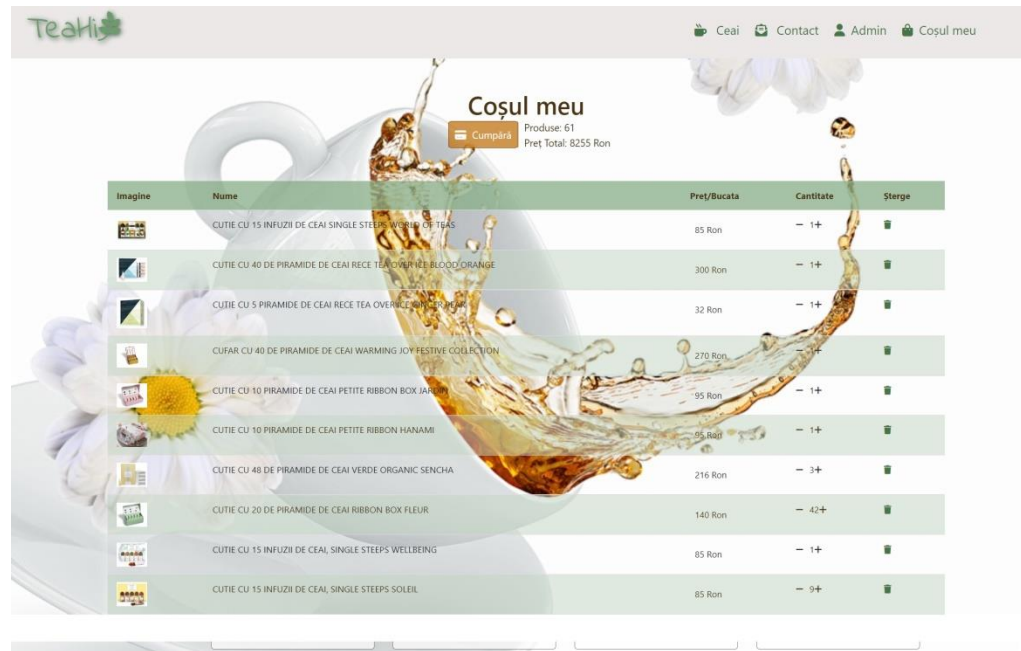 TeaHi
Ceai Contact Admin Coșul meu
Coșul meu
Cumpără
Produse: 61
Preț Total: 8255 Ron
Imagine Nume Preț/Bucata Cantitate Șterge
CUTIE CU 15 INFUZII DE CEAI SINGLE STEEPS WORLD OF TEAS 85 Ron − 1+
CUTIE CU 40 DE PIRAMIDE DE CEAI RECE TEA OVER ICE BLOOD ORANGE 300 Ron − 1+
CUTIE CU 5 PIRAMIDE DE CEAI RECE TEA OVER ICE GINGER PEAR 32 Ron − 1+
CUFAR CU 40 DE PIRAMIDE DE CEAI WARMING JOY FESTIVE COLLECTION 270 Ron − +
CUTIE CU 10 PIRAMIDE DE CEAI PETITE RIBBON BOX JARDIN 95 Ron − 1+
CUTIE CU 10 PIRAMIDE DE CEAI PETITE RIBBON HANAMI 95 Ron − 1+
CUTIE CU 48 DE PIRAMIDE DE CEAI VERDE ORGANIC SENCHA 216 Ron − 3+
CUTIE CU 20 DE PIRAMIDE DE CEAI RIBBON BOX FLEUR 140 Ron − 42+
CUTIE CU 15 INFUZII DE CEAI, SINGLE STEEPS WELLBEING 85 Ron − 1+
CUTIE CU 15 INFUZII DE CEAI, SINGLE STEEPS SOLEIL 85 Ron − 9+